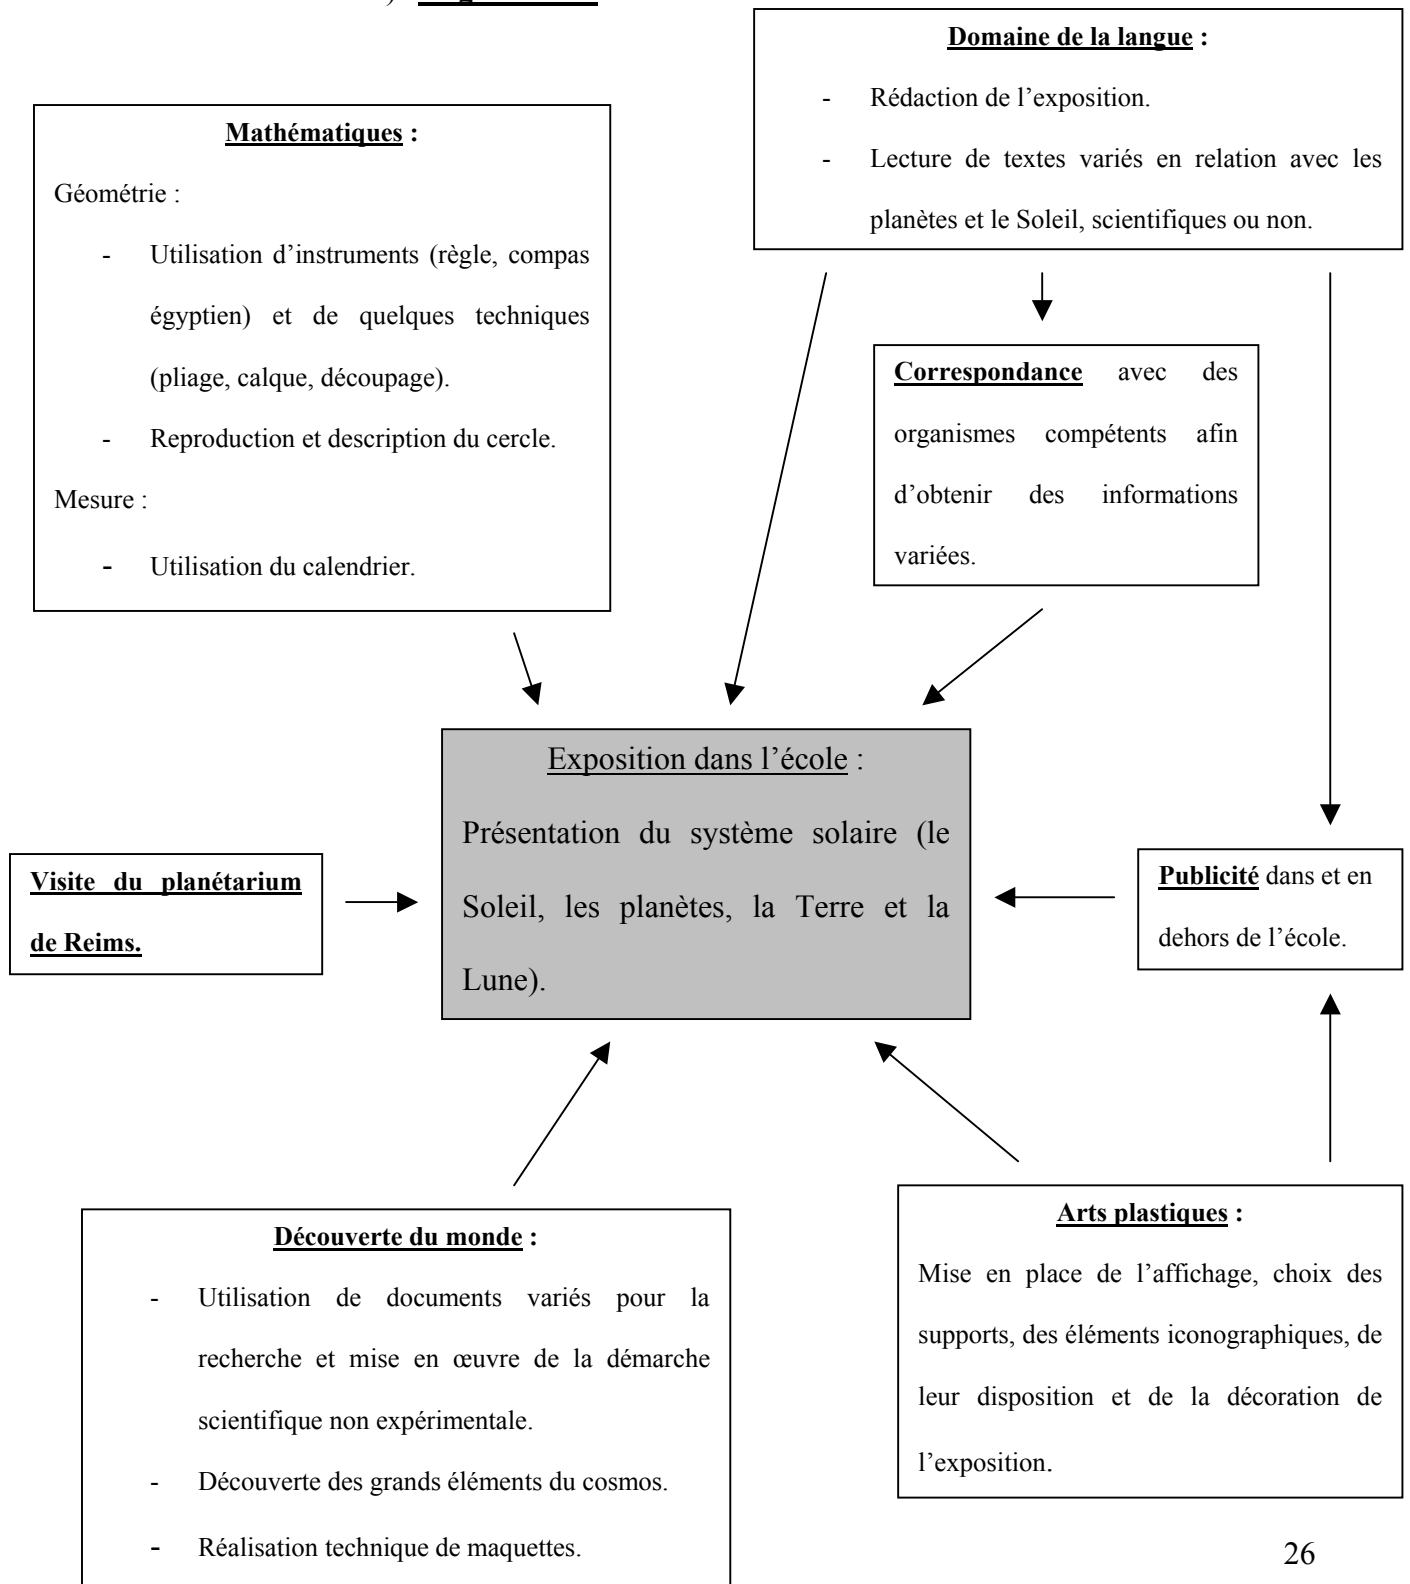 Domaine de la langue :
- Rédaction de l’exposition.
- Lecture de textes variés en relation avec les
planètes et le Soleil, scientifiques ou non.
Mathématiques :
Géométrie :
- Utilisation d’instruments (règle, compas
égyptien) et de quelques techniques
(pliage, calque, découpage).
- Reproduction et description du cercle.
Mesure :
- Utilisation du calendrier.
Correspondance avec des
organismes compétents afin
d’obtenir des informations
variées.
Exposition dans l’école :
Présentation du système solaire (le
Soleil, les planètes, la Terre et la
Lune).
Visite du planétarium
de Reims.
Publicité dans et en
dehors de l’école.
Découverte du monde :
- Utilisation de documents variés pour la
recherche et mise en œuvre de la démarche
scientifique non expérimentale.
- Découverte des grands éléments du cosmos.
- Réalisation technique de maquettes.
Arts plastiques :
Mise en place de l’affichage, choix des
supports, des éléments iconographiques, de
leur disposition et de la décoration de
l’exposition.
26